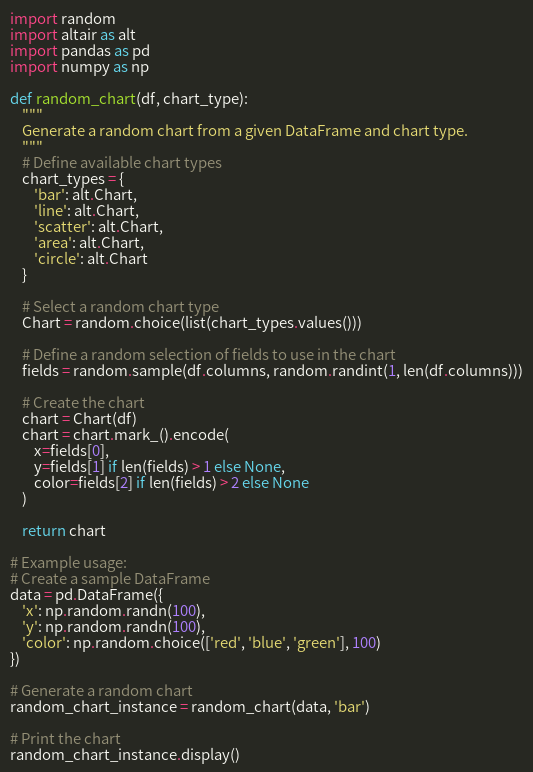 import random
import altair as alt
import pandas as pd
import numpy as np

def random_chart(df, chart_type):
    """
    Generate a random chart from a given DataFrame and chart type.
    """
    # Define available chart types
    chart_types = {
        'bar': alt.Chart,
        'line': alt.Chart,
        'scatter': alt.Chart,
        'area': alt.Chart,
        'circle': alt.Chart
    }

    # Select a random chart type
    Chart = random.choice(list(chart_types.values()))

    # Define a random selection of fields to use in the chart
    fields = random.sample(df.columns, random.randint(1, len(df.columns)))

    # Create the chart
    chart = Chart(df)
    chart = chart.mark_().encode(
        x=fields[0],
        y=fields[1] if len(fields) > 1 else None,
        color=fields[2] if len(fields) > 2 else None
    )

    return chart

# Example usage:
# Create a sample DataFrame
data = pd.DataFrame({
    'x': np.random.randn(100),
    'y': np.random.randn(100),
    'color': np.random.choice(['red', 'blue', 'green'], 100)
})

# Generate a random chart
random_chart_instance = random_chart(data, 'bar')

# Print the chart
random_chart_instance.display()